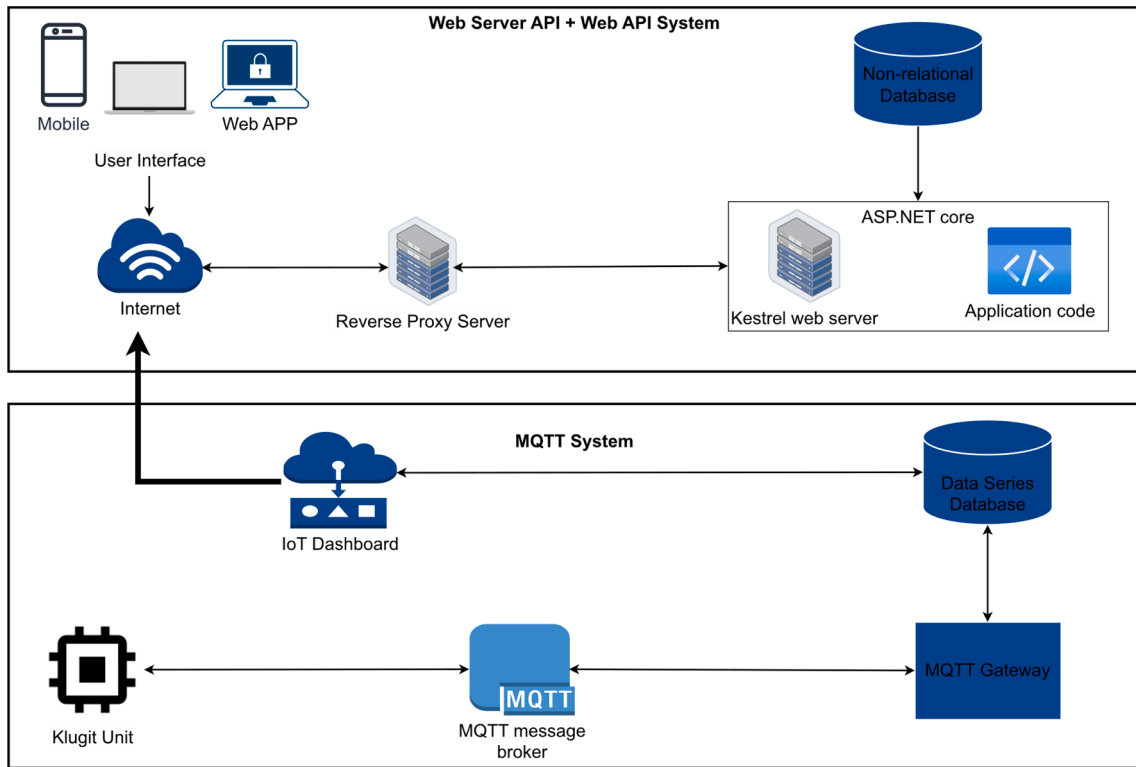 Web Server API + Web API System
Mobile
Web APP
User Interface
Internet
Reverse Proxy Server
Non-relational
Database
ASP.NET core
Kestrel web server
Application code
MQTT System
IoT Dashboard
Data Series
Database
Klugit Unit
MQTT
MQTT message
broker
MQTT Gateway